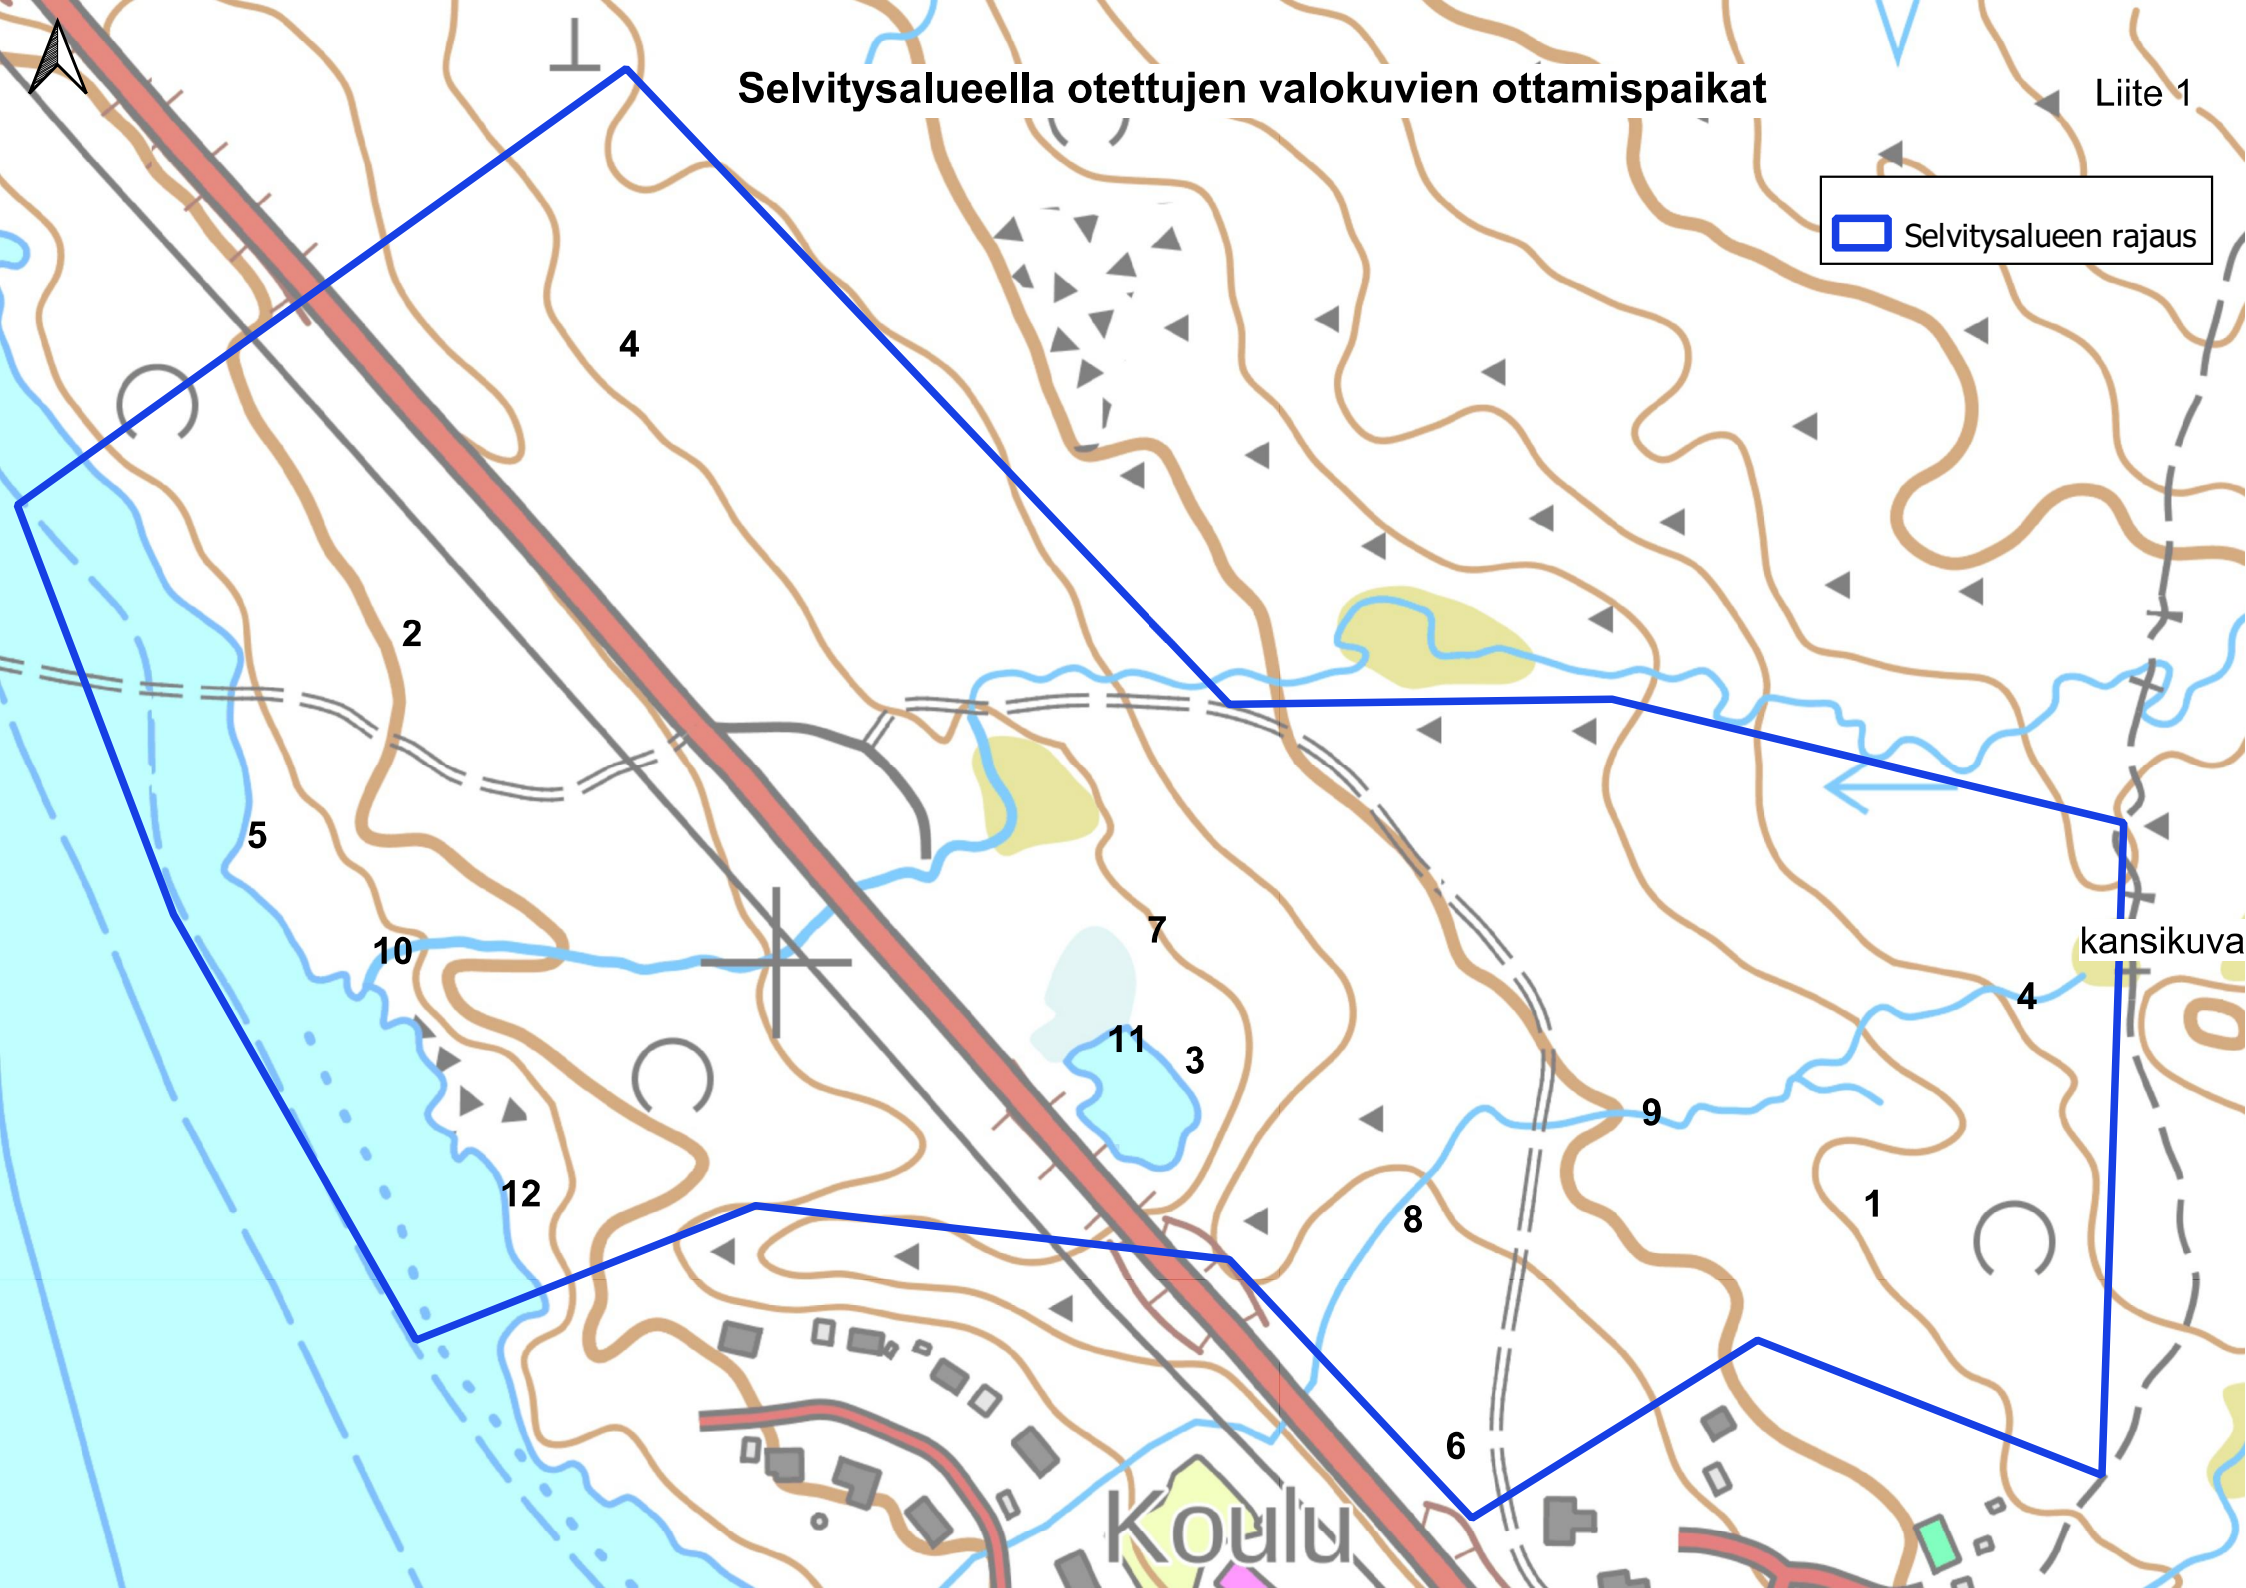 Selvitysalueella otettujen valokuvien ottamispaikat
Liite 1
Selvitysalueen rajaus
4
2
5
7
10
kansikuva
4
11
3
9
12
8
1
6
Koulu